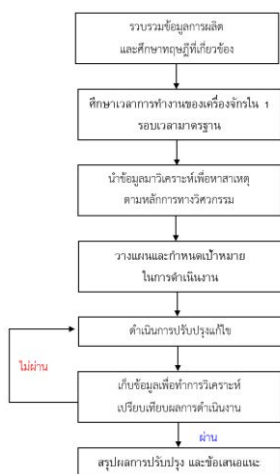 รวบรวมข้อมูลการผลิต
และศึกษาทฤษฎีที่เกี่ยวข้อง
ศึกษาเวลาการทำงานของเครื่องจักรใน 1
รอบเวลามาตรฐาน
นำข้อมูลมาวิเคราะห์เพื่อหาสาเหตุ
ตามหลักการทางวิศวกรรม
วางแผนและกำหนดเป้าหมาย
ในการดำเนินงาน
ดำเนินการปรับปรุงแก้ไข
ไม่ผ่าน
เก็บข้อมูลเพื่อทำการวิเคราะห์
เปรียบเทียบผลการดำเนินงาน
ผ่าน
สรุปผลการปรับปรุง และข้อเสนอแนะ